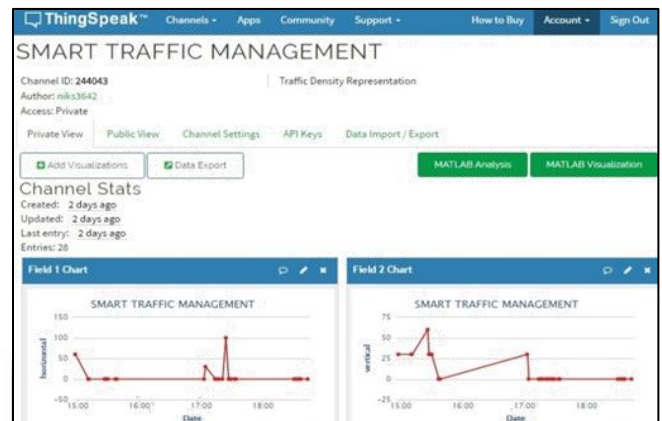 ThingSpeak™ Channels Apps Community Support How to Buy Account Sign Out
SMART TRAFFIC MANAGEMENT
Channel ID: 244043 Traffic Density Representation
Author: niks3642
Access: Private
Private View Public View Channel Settings API Keys Data Import / Export
Add Visualizations Data Export MATLAB Analysis MATLAB Visualization
Channel Stats
Created: 2 days ago
Updated: 2 days ago
Last entry: 2 days ago
Entries: 28
Field 1 Chart
SMART TRAFFIC MANAGEMENT
horizontal
150
100
50
0
-50
15:00 16:00 17:00 18:00
Date
Field 2 Chart
SMART TRAFFIC MANAGEMENT
vertical
75
50
25
0
-25
15:00 16:00 17:00 18:00
Date